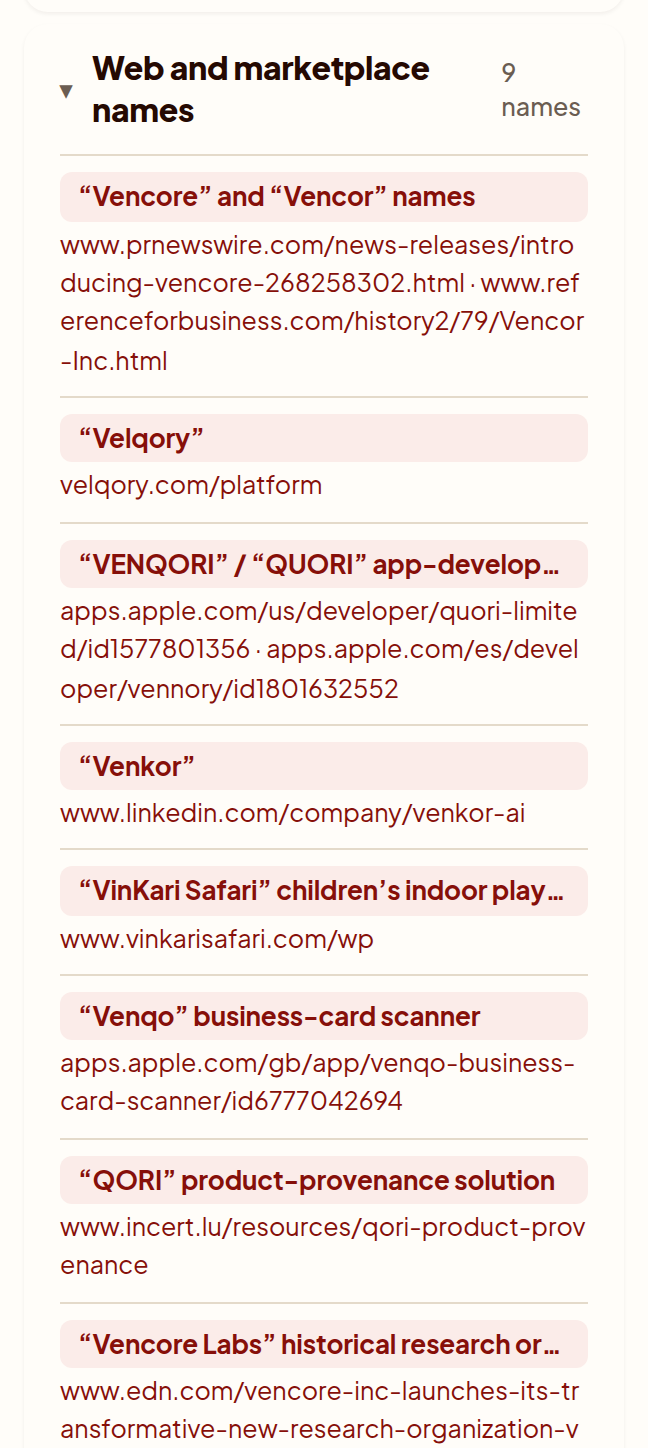 ▼ Web and marketplace names 9 names
“Vencore” and “Vencor” names
www.prnewswire.com/news-releases/intro
ducing-vencore-268258302.html · www.ref
erenceforbusiness.com/history2/79/Vencor
-Inc.html
“Velqory”
velqory.com/platform
“VENQORI” / “QUORI” app-develop…
apps.apple.com/us/developer/quori-limite
d/id1577801356 · apps.apple.com/es/devel
oper/vennory/id1801632552
“Venkor”
www.linkedin.com/company/venkor-ai
“VinKari Safari” children’s indoor play…
www.vinkarisafari.com/wp
“Venqo” business-card scanner
apps.apple.com/gb/app/venqo-business-
card-scanner/id6777042694
“QORI” product-provenance solution
www.incert.lu/resources/qori-product-prov
enance
“Vencore Labs” historical research or…
www.edn.com/vencore-inc-launches-its-tr
ansformative-new-research-organization-v